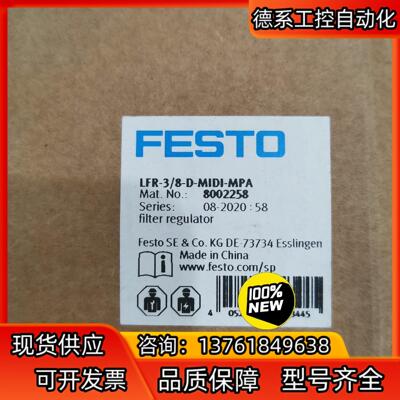 德系工控自动化
FESTO
LFR-3/8-D-MIDI-MPA
Mat. No.: 8002258
Series: 08-2020 : 58
filter regulator
Festo SE & Co. KG DE-73734 Esslingen
Made in China
www.festo.com/sp
100%
NEW
现货供应 咨询：13761849638
可开发票 品质保障 型号齐全